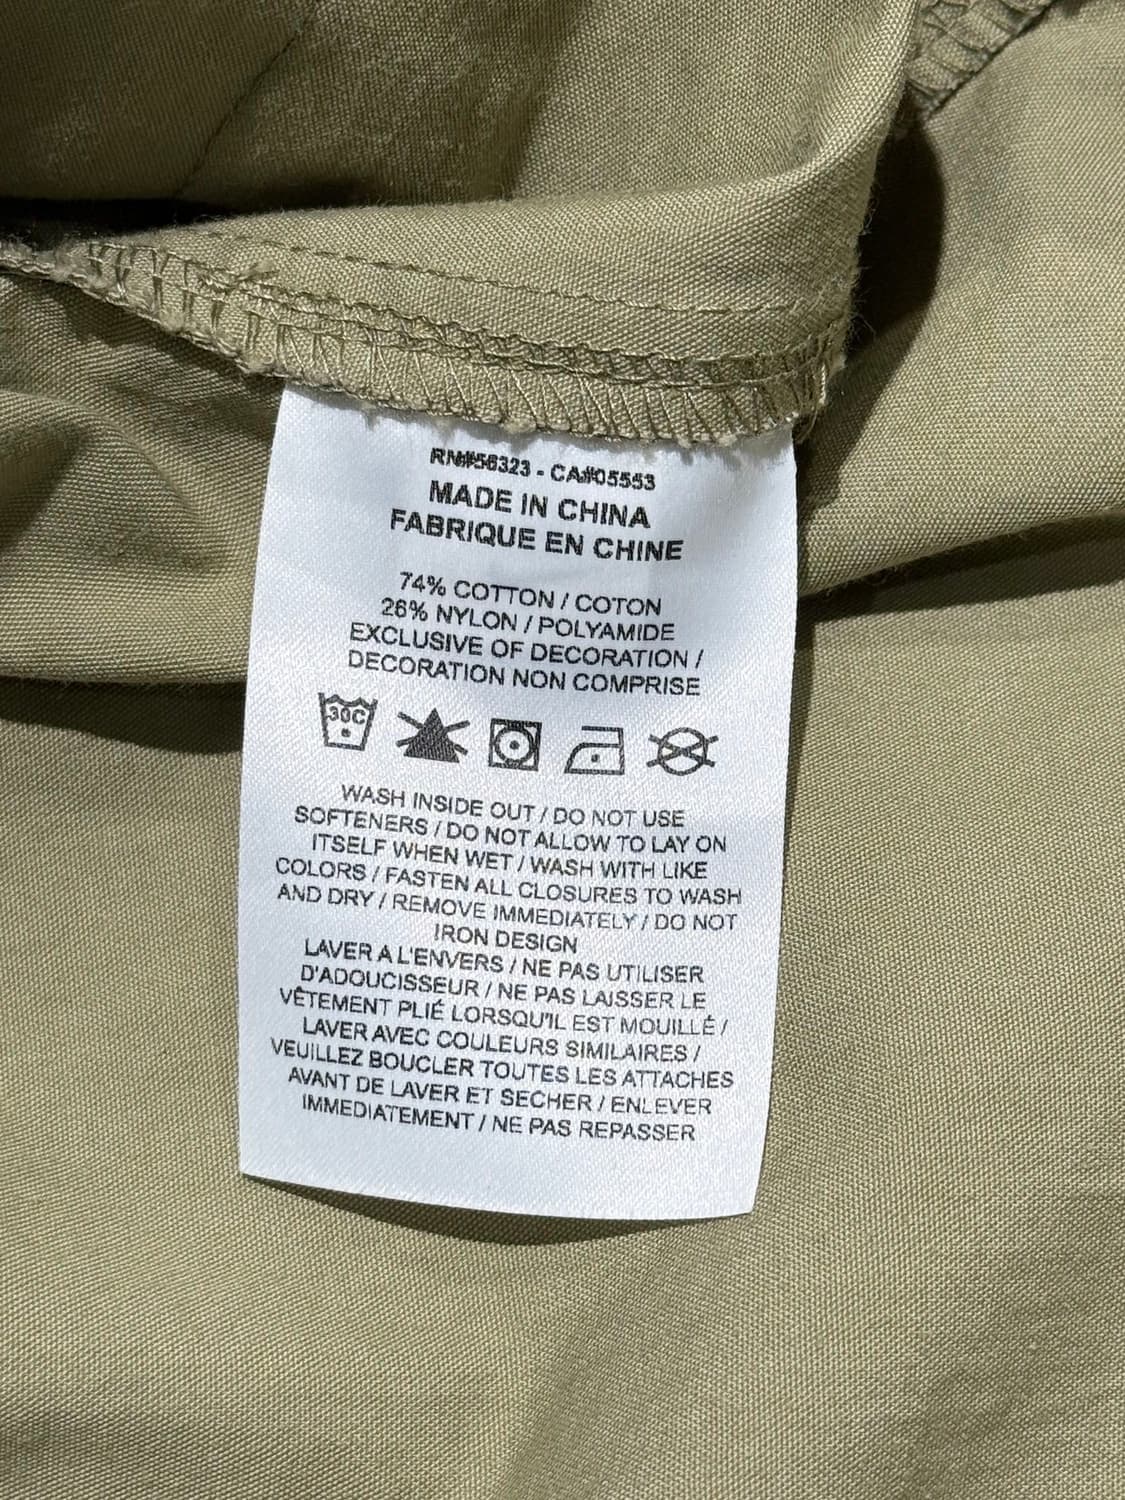 RN#56323 - CA#05553
MADE IN CHINA
FABRIQUE EN CHINE
74% COTTON / COTON
26% NYLON / POLYAMIDE
EXCLUSIVE OF DECORATION /
DECORATION NON COMPRISE
30C
WASH INSIDE OUT / DO NOT USE
SOFTENERS / DO NOT ALLOW TO LAY ON
ITSELF WHEN WET / WASH WITH LIKE
COLORS / FASTEN ALL CLOSURES TO WASH
AND DRY / REMOVE IMMEDIATELY / DO NOT
IRON DESIGN
LAVER A L'ENVERS / NE PAS UTILISER
D'ADOUCISSEUR / NE PAS LAISSER LE
VÊTEMENT PLIÉ LORSQU'IL EST MOUILLÉ /
LAVER AVEC COULEURS SIMILAIRES /
VEUILLEZ BOUCLER TOUTES LES ATTACHES
AVANT DE LAVER ET SECHER / ENLEVER
IMMEDIATEMENT / NE PAS REPASSER